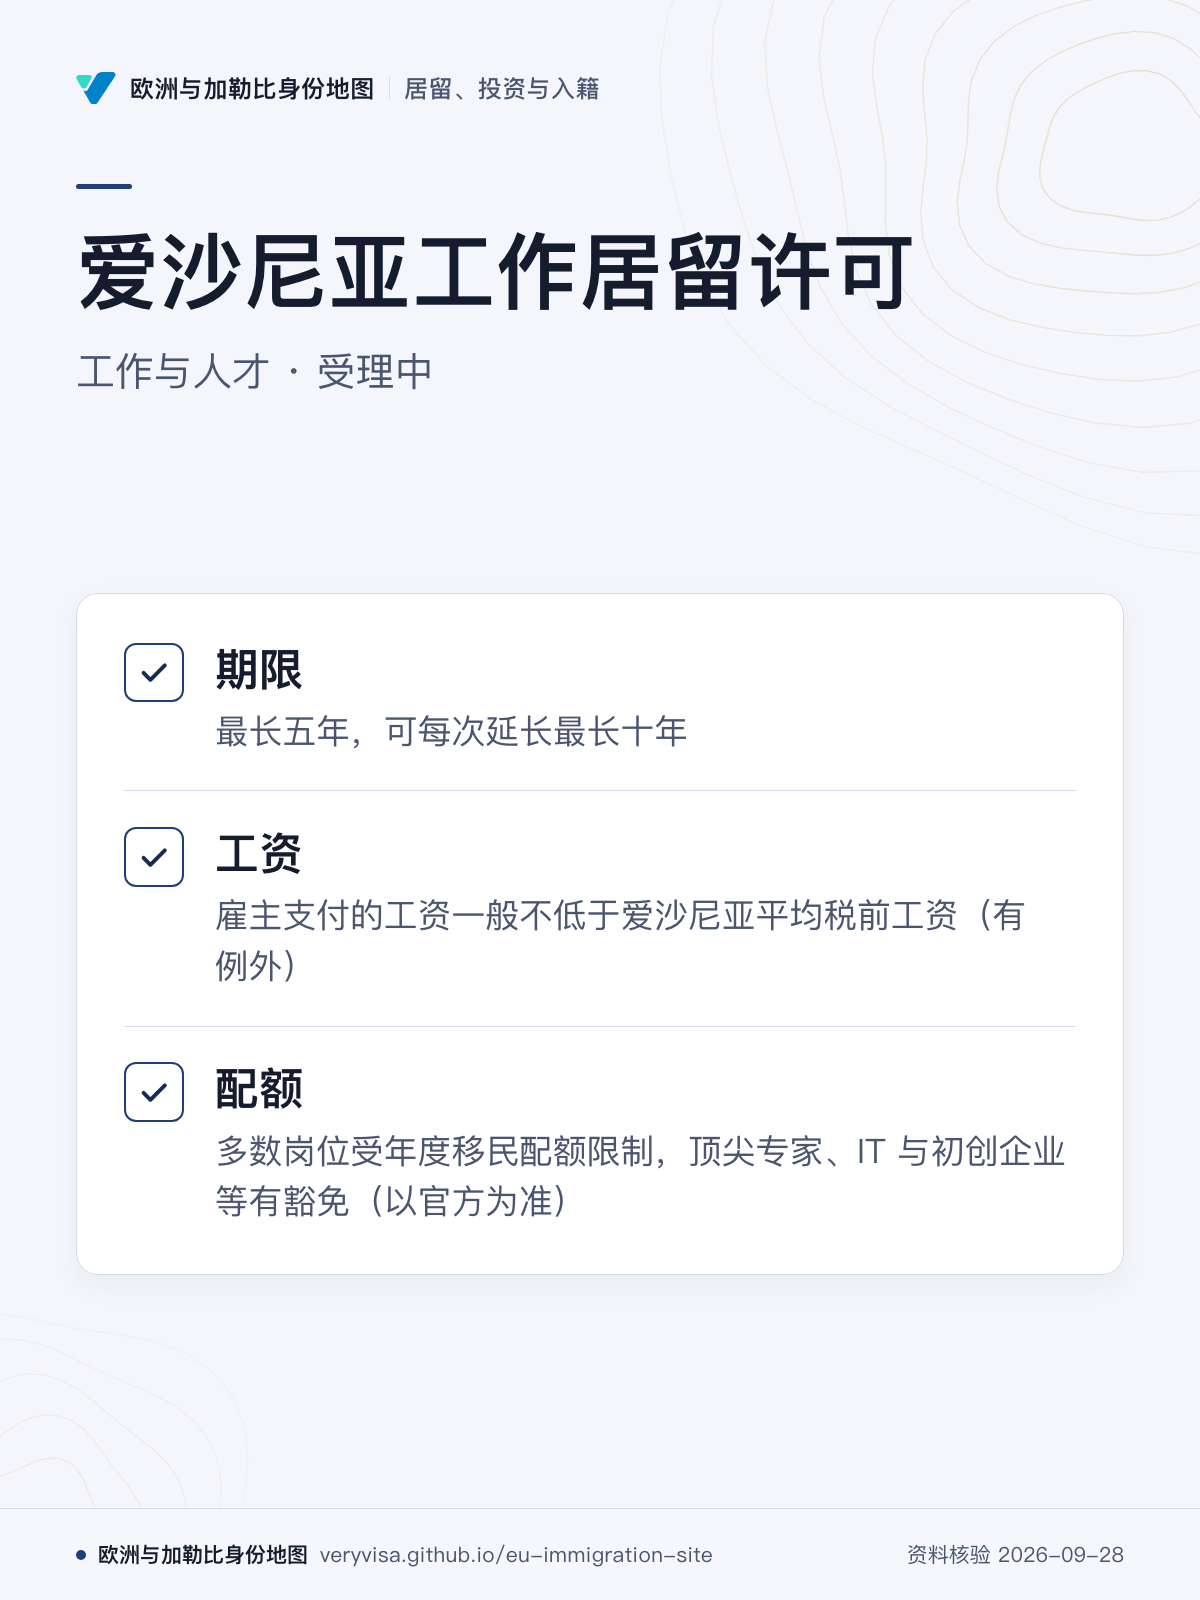 欧洲与加勒比身份地图 居留、投资与入籍
爱沙尼亚工作居留许可
工作与人才 · 受理中
期限
最长五年，可每次延长最长十年
工资
雇主支付的工资一般不低于爱沙尼亚平均税前工资（有
例外）
配额
多数岗位受年度移民配额限制，顶尖专家、IT 与初创企业
等有豁免（以官方为准）
欧洲与加勒比身份地图 veryvisa.github.io/eu-immigration-site 资料核验 2026-09-28